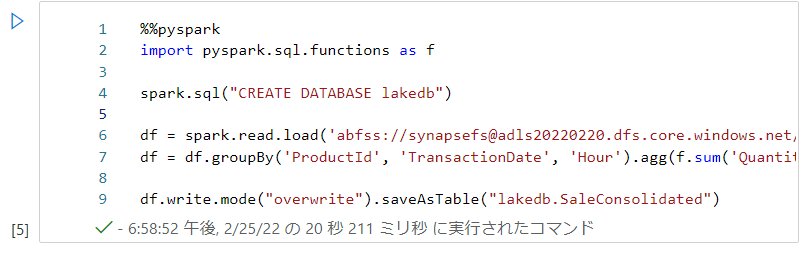 1 %%pyspark
2 import pyspark.sql.functions as f
3
4 spark.sql("CREATE DATABASE lakedb")
5
6 df = spark.read.load('abfss://synapsefs@adls20220220.dfs.core.windows.net/
7 df = df.groupBy('ProductId', 'TransactionDate', 'Hour').agg(f.sum('Quantit
8
9 df.write.mode("overwrite").saveAsTable("lakedb.SaleConsolidated")
[5] - 6:58:52 午後, 2/25/22 の 20 秒 211 ミリ秒 に実行されたコマンド